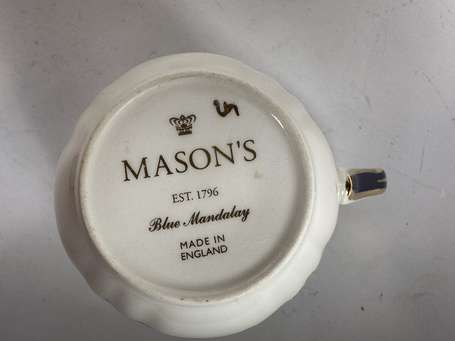 MASON'S
EST. 1796
Blue Mandalay
MADE IN
ENGLAND